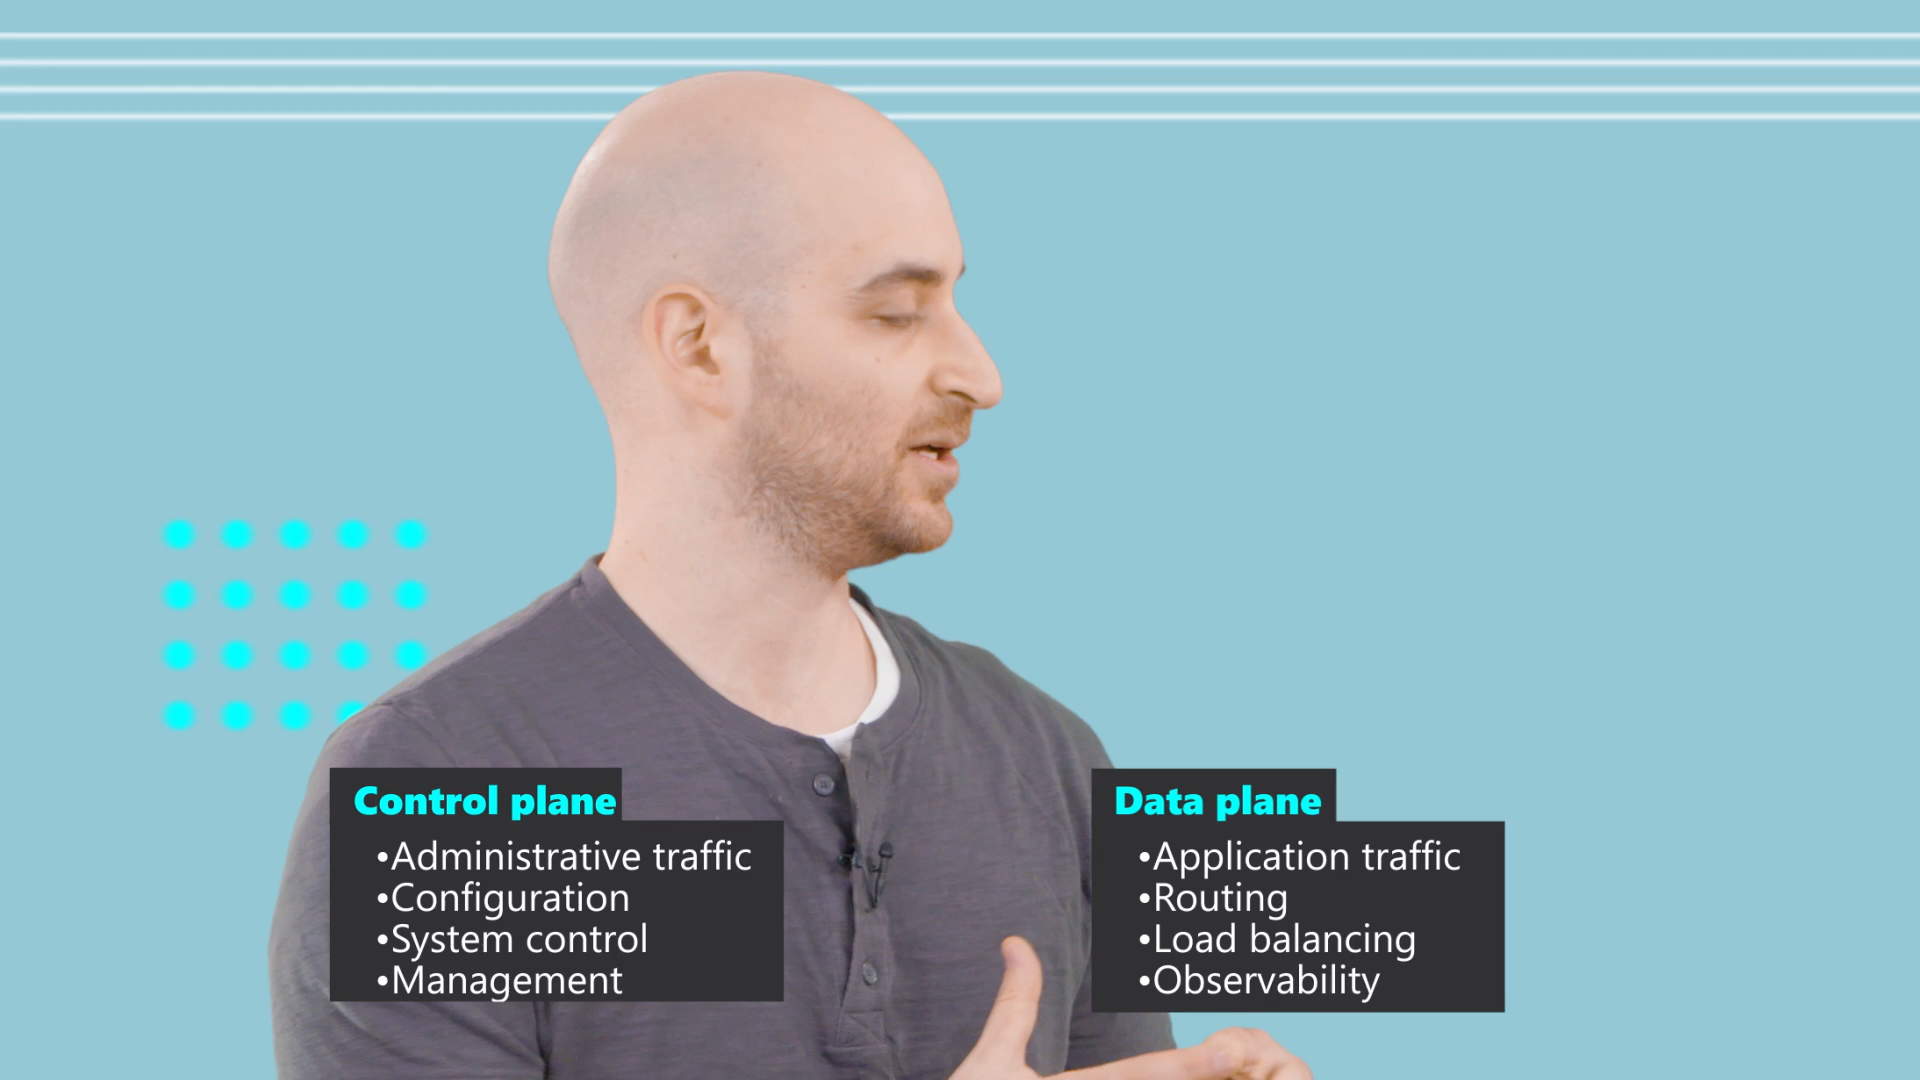 Control plane
•Administrative traffic
•Configuration
•System control
•Management
Data plane
•Application traffic
•Routing
•Load balancing
•Observability